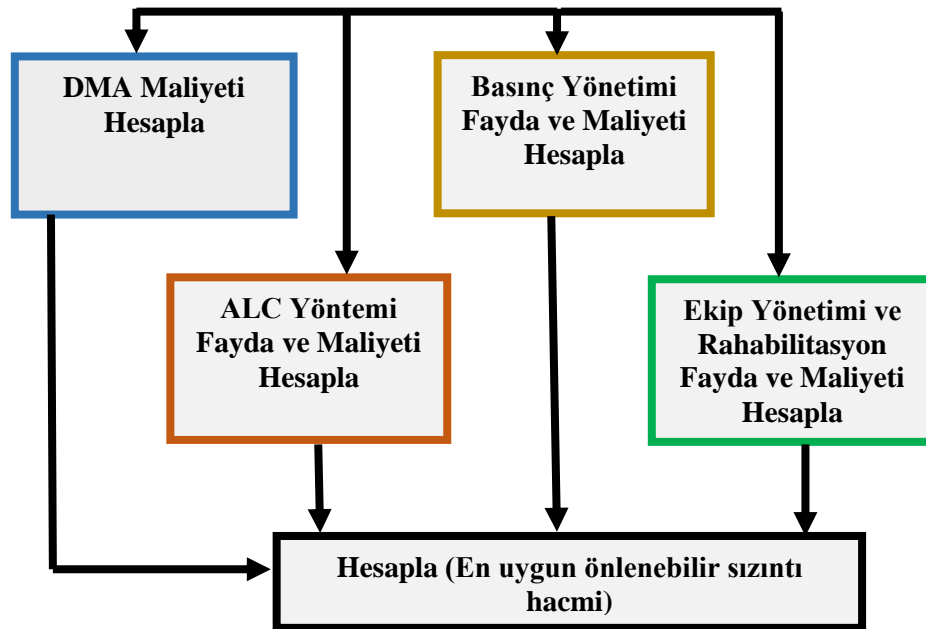 DMA Maliyeti
Hesapla
Basınç Yönetimi
Fayda ve Maliyeti
Hesapla
ALC Yöntemi
Fayda ve Maliyeti
Hesapla
Ekip Yönetimi ve
Rahabilitasyon
Fayda ve Maliyeti
Hesapla
Hesapla (En uygun önlenebilir sızıntı
hacmi)